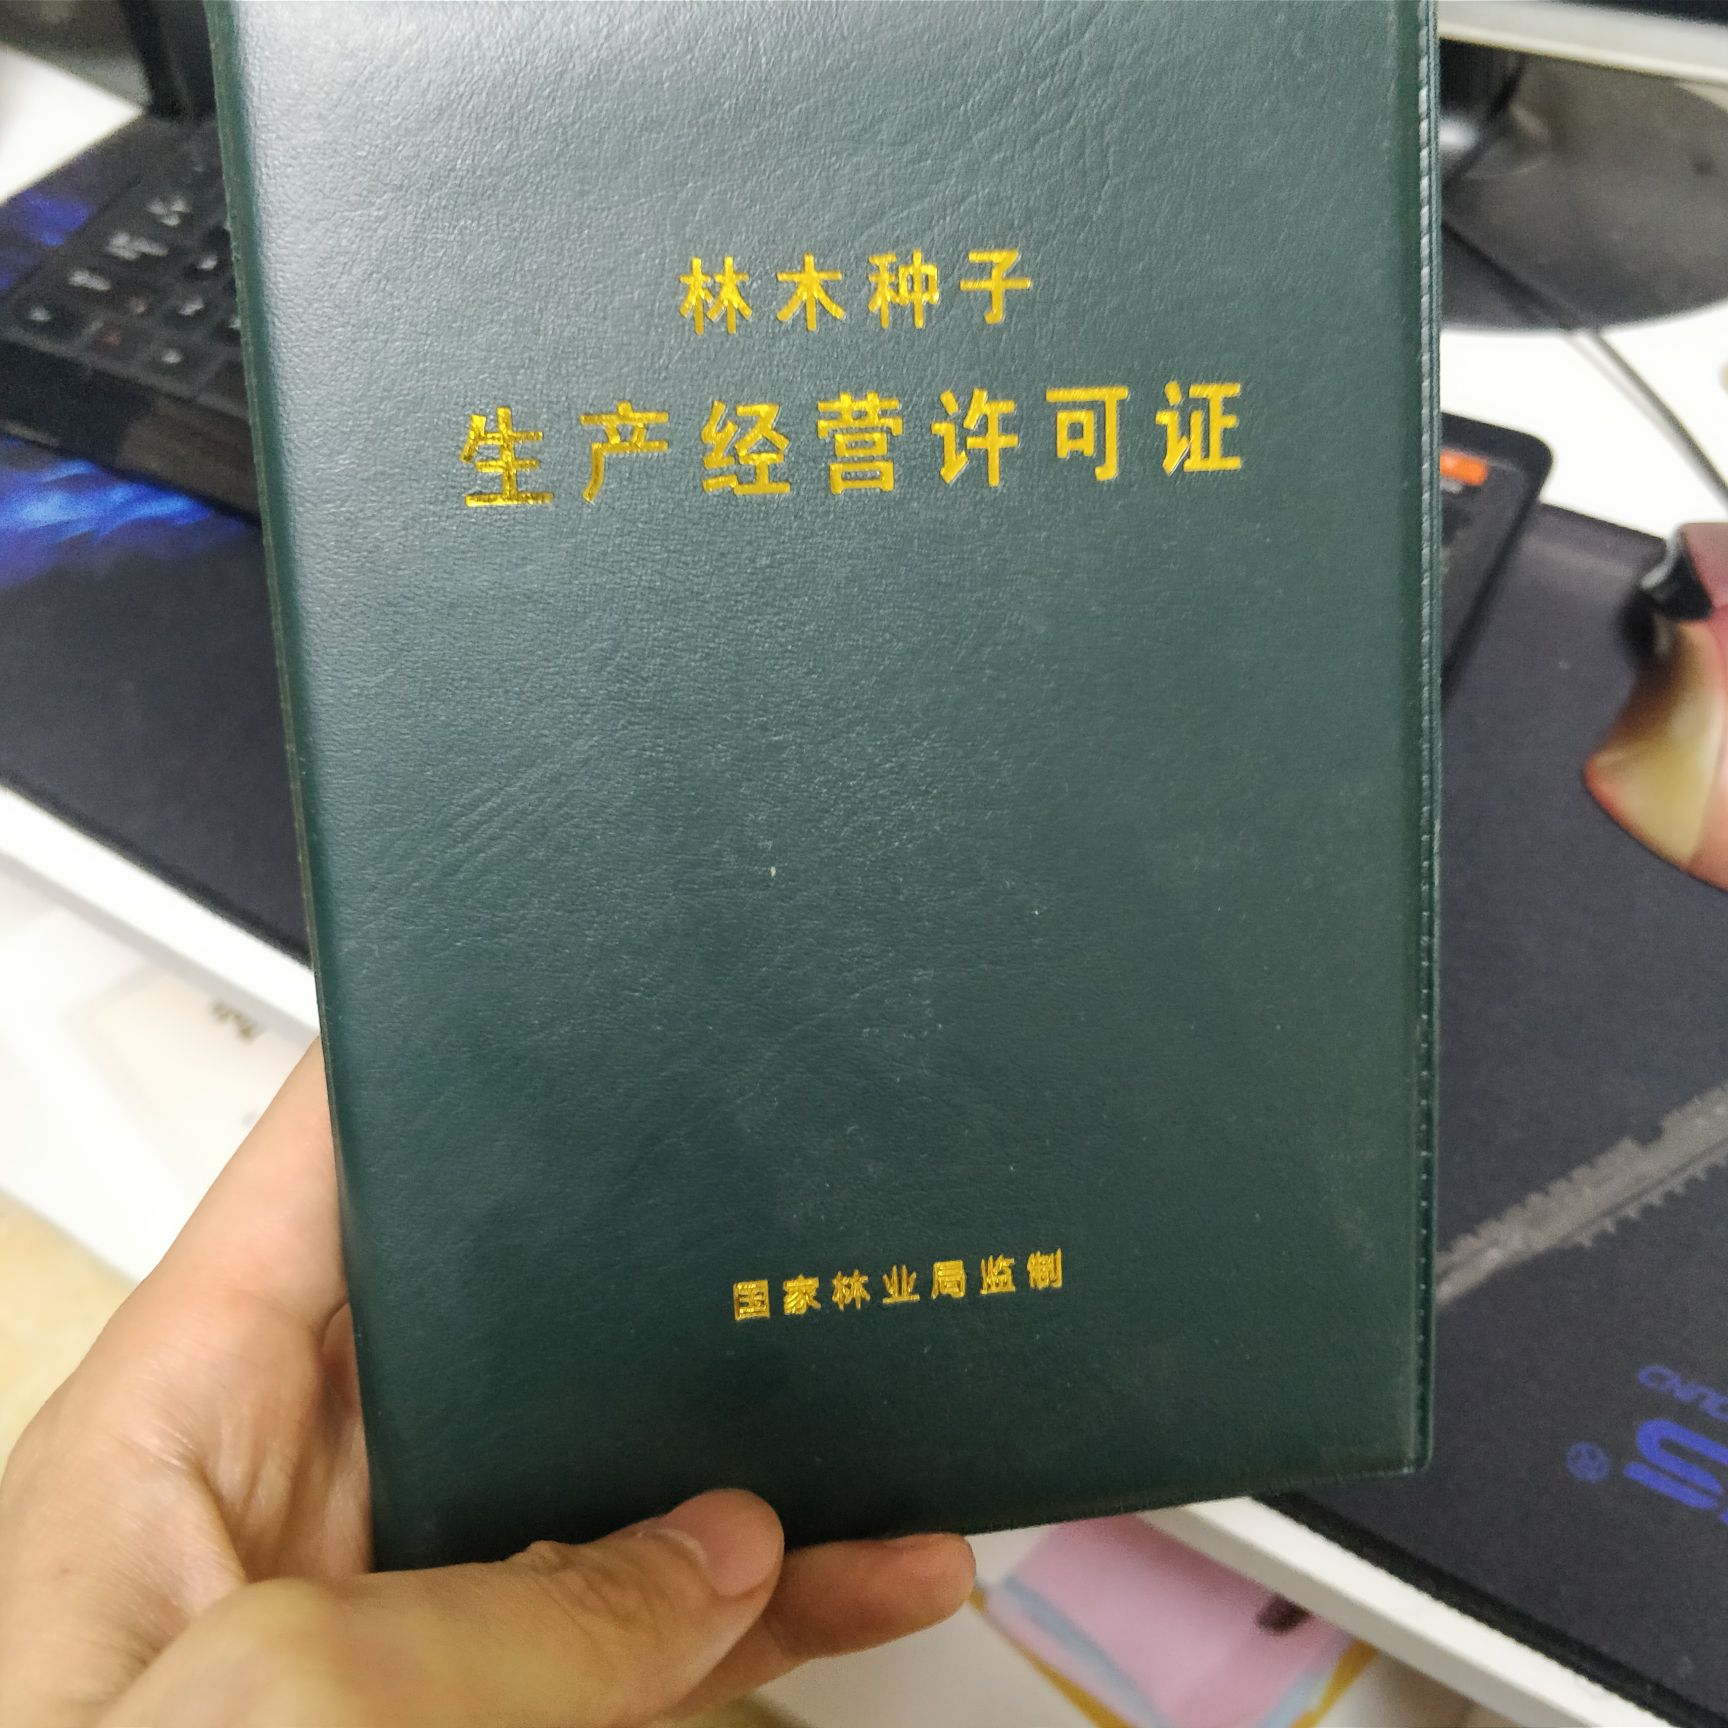 林木种子
生产经营许可证
国家林业局监制